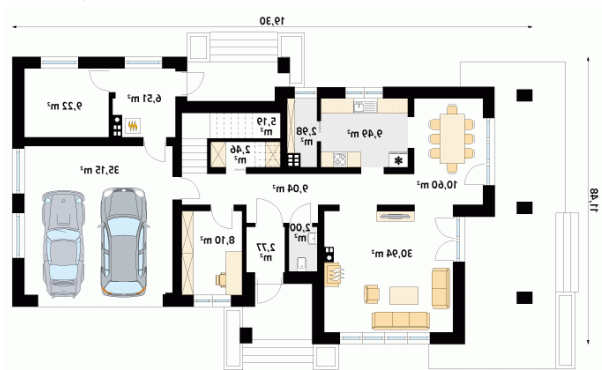 19,30
9,22 m²
6,51 m²
5,19
m²
2,98
m²
9,49 m²
2,46
m²
35,15 m²
9,04 m²
10,60 m²
11,84
8,10 m²
2,77
m²
2,00
m²
30,94 m²